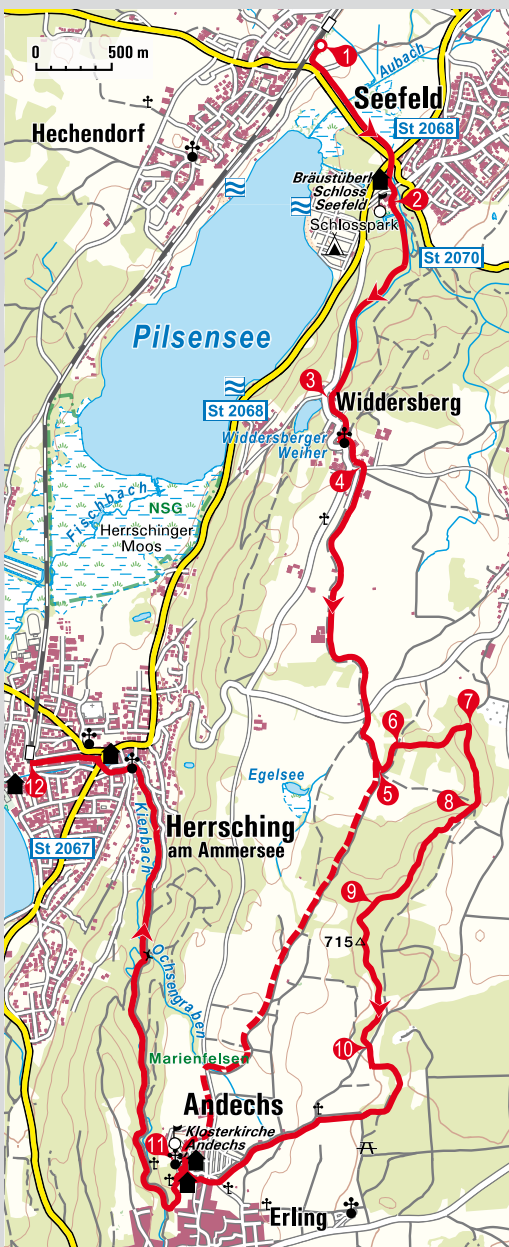 0 500 m
1
Aubach
Seefeld
Hechendorf
St 2068
Bräustüberl
Schloss
Seefeld
2
Schlosspark
St 2070
Pilsensee
3
St 2068
Widdersberg
Widdersberger
Weiher
4
Fischbach
NSG
Herrschinger
Moos
7
6
5
Egelsee
12
8
Kienbach
Herrsching
am Ammersee
St 2067
9
715
Ochsengraben
10
Marienfelsen
Andechs
11
Klosterkirche
Andechs
Erling